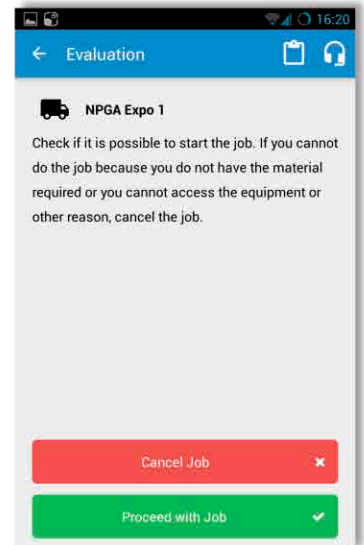 16:20
Evaluation
NPGA Expo 1
Check if it is possible to start the job. If you cannot
do the job because you do not have the material
required or you cannot access the equipment or
other reason, cancel the job.
Cancel Job
Proceed with Job